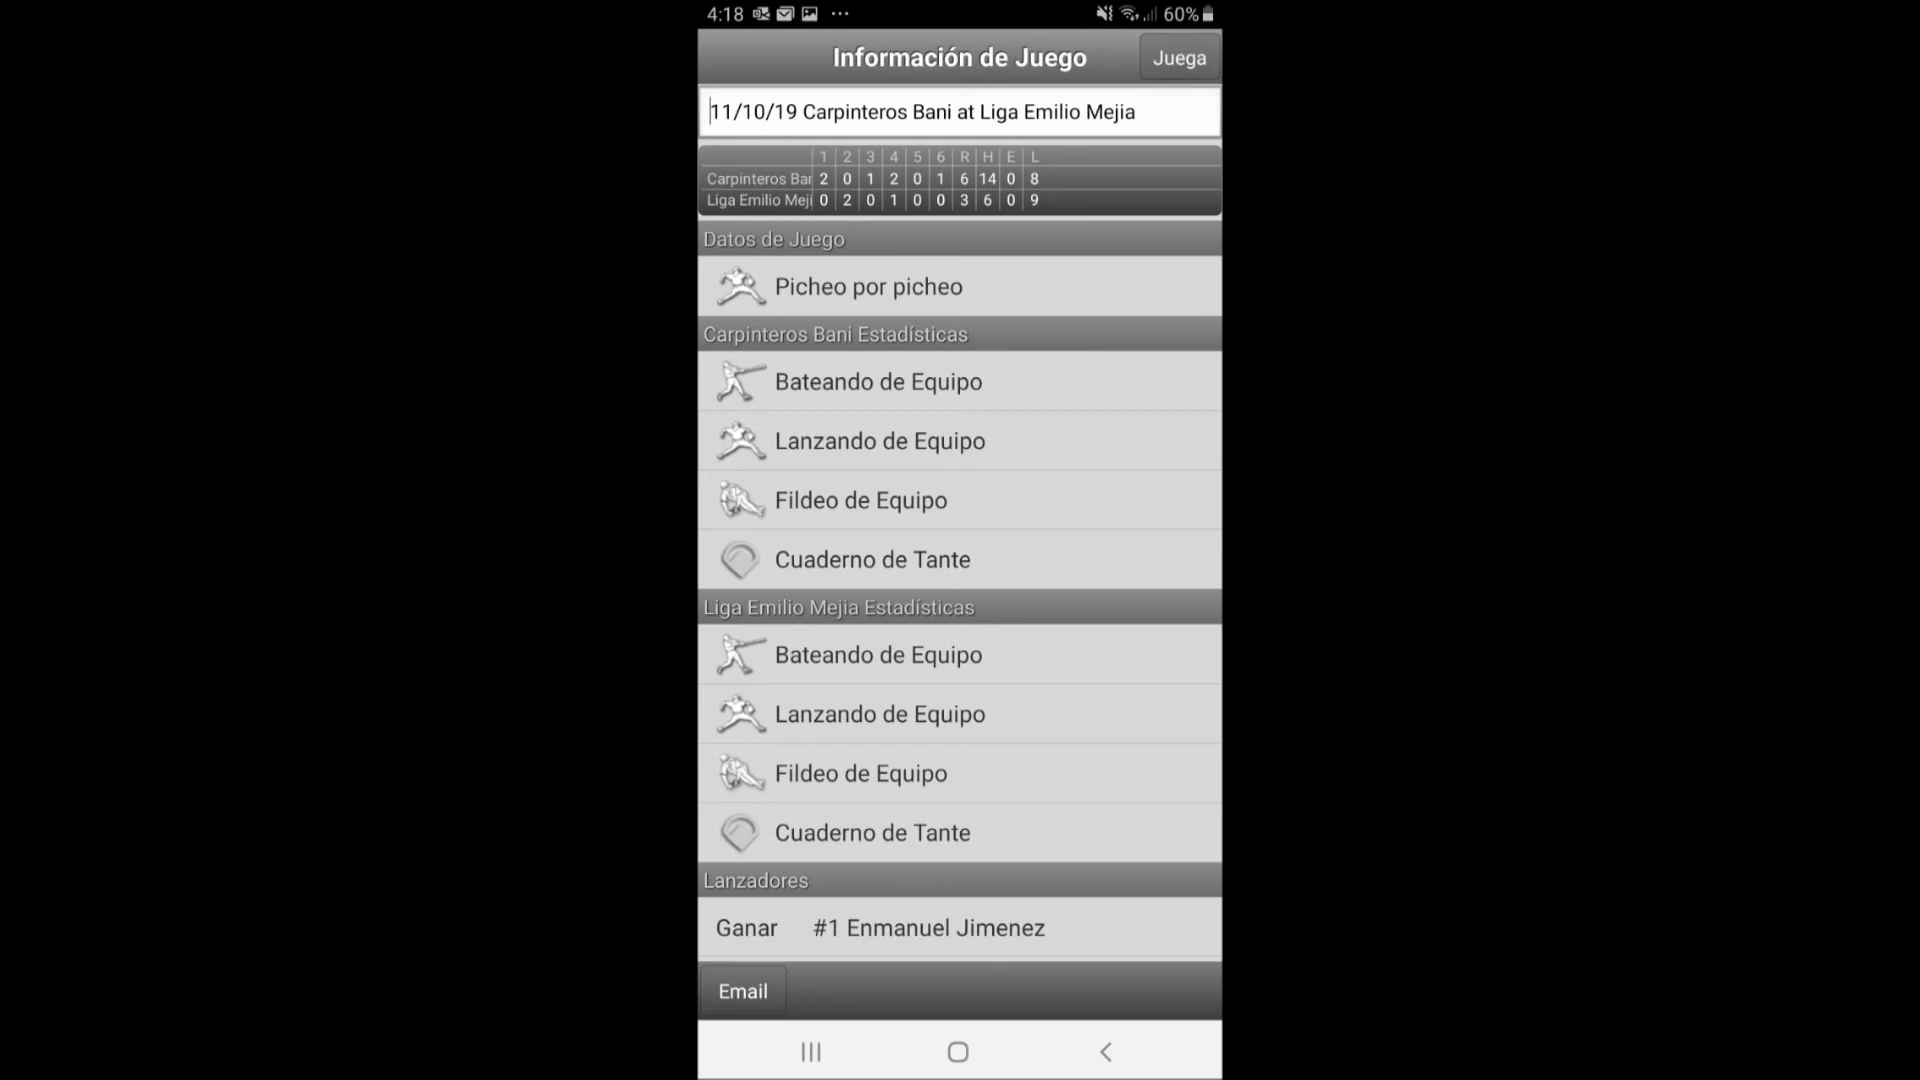 4:18 ... 60%
Información de Juego Juega
11/10/19 Carpinteros Bani at Liga Emilio Mejia
1 2 3 4 5 6 R H E L
Carpinteros Bar 2 0 1 2 0 1 6 14 0 8
Liga Emilio Meji 0 2 0 1 0 0 3 6 0 9
Datos de Juego
Picheo por picheo
Carpinteros Bani Estadísticas
Bateando de Equipo
Lanzando de Equipo
Fildeo de Equipo
Cuaderno de Tante
Liga Emilio Mejia Estadísticas
Bateando de Equipo
Lanzando de Equipo
Fildeo de Equipo
Cuaderno de Tante
Lanzadores
Ganar #1 Enmanuel Jimenez
Email